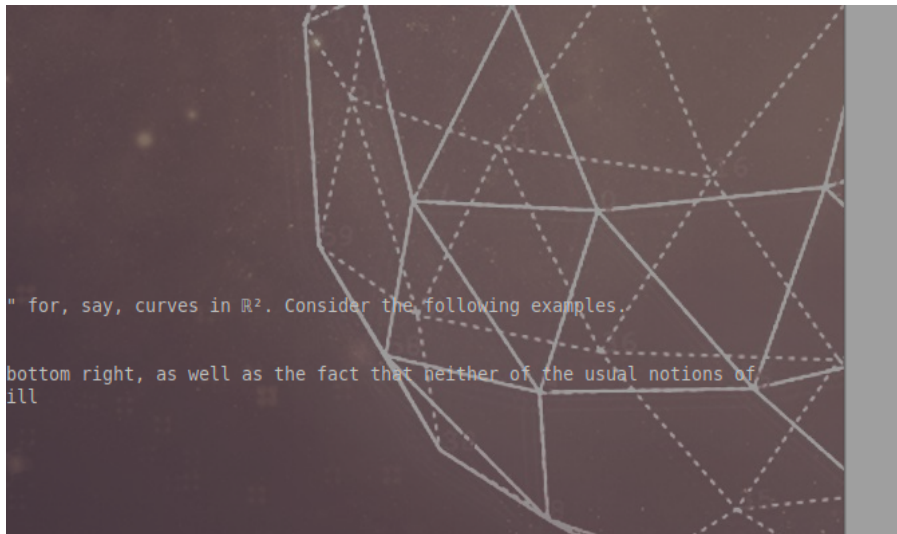 " for, say, curves in ℝ². Consider the following examples.
bottom right, as well as the fact that neither of the usual notions of
ill